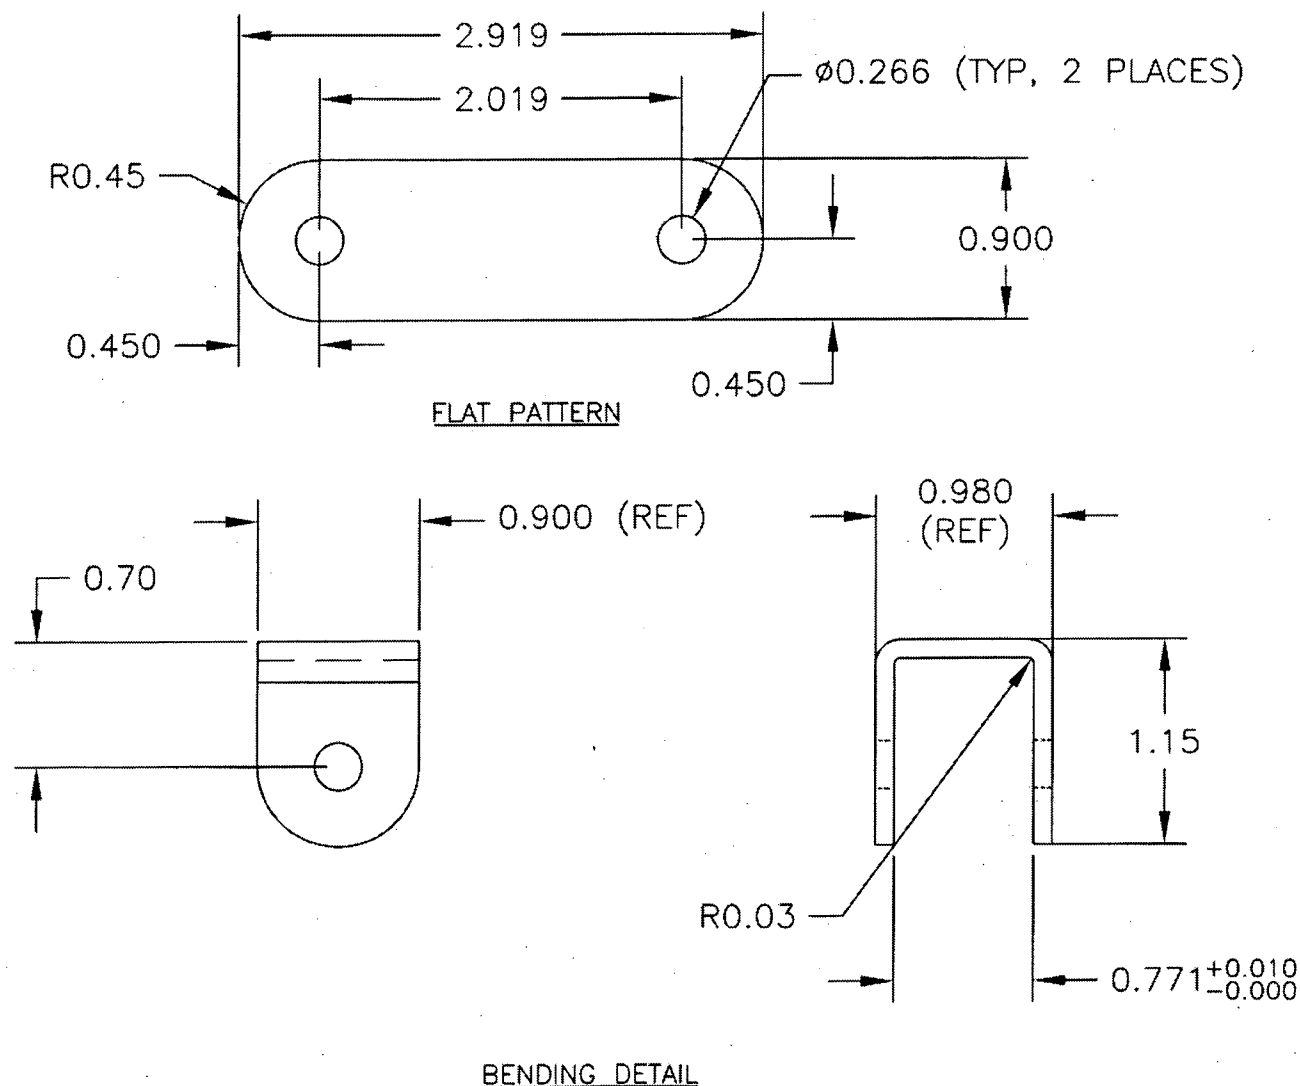 2.919
ø0.266 (TYP, 2 PLACES)
2.019
R0.45
0.900
0.450
0.450
FLAT PATTERN
0.980
(REF)
0.900 (REF)
0.70
1.15
R0.03
0.771 +0.010
-0.000
BENDING DETAIL